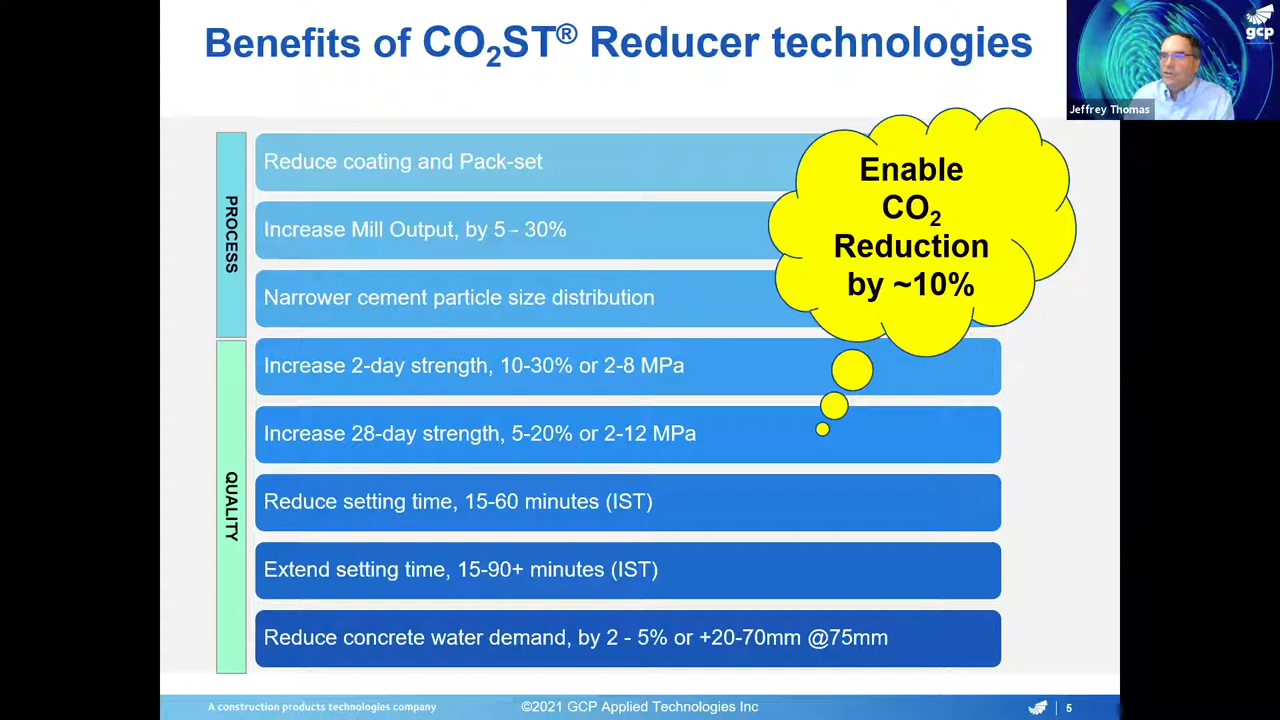 Benefits of CO₂ST® Reducer technologies
gcp
Jeffrey Thomas
PROCESS
Reduce coating and Pack-set
Increase Mill Output, by 5 - 30%
Narrower cement particle size distribution
Enable
CO₂
Reduction
by ~10%
QUALITY
Increase 2-day strength, 10-30% or 2-8 MPa
Increase 28-day strength, 5-20% or 2-12 MPa
Reduce setting time, 15-60 minutes (IST)
Extend setting time, 15-90+ minutes (IST)
Reduce concrete water demand, by 2 - 5% or +20-70mm @75mm
A construction products technologies company
©2021 GCP Applied Technologies Inc
5